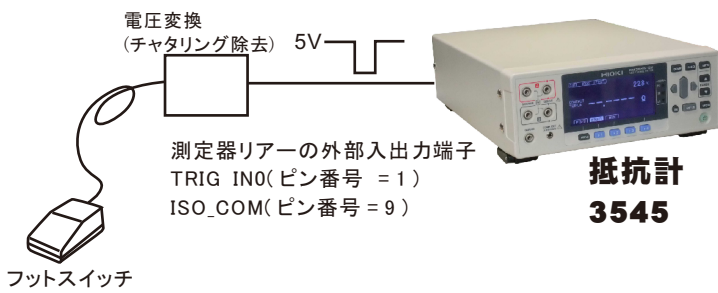 電圧変換
(チャタリング除去)
5V
HIOKI
測定器リアーの外部入出力端子
TRIG IN0(ピン番号 =1)
ISO_COM(ピン番号=9)
抵抗計
3545
フットスイッチ